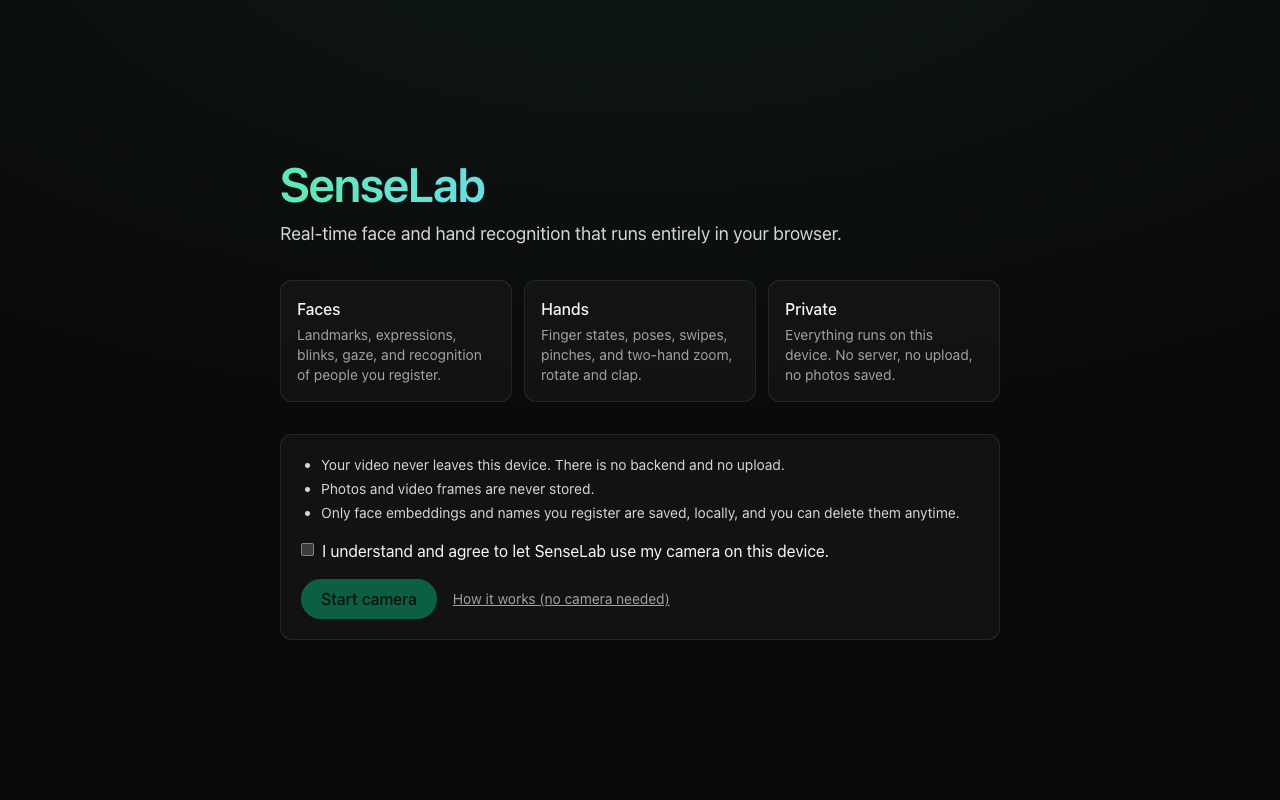 SenseLab
Real-time face and hand recognition that runs entirely in your browser.
Faces
Landmarks, expressions,
blinks, gaze, and recognition
of people you register.
Hands
Finger states, poses, swipes,
pinches, and two-hand zoom,
rotate and clap.
Private
Everything runs on this
device. No server, no upload,
no photos saved.
Your video never leaves this device. There is no backend and no upload.
Photos and video frames are never stored.
Only face embeddings and names you register are saved, locally, and you can delete them anytime.
I understand and agree to let SenseLab use my camera on this device.
Start camera
How it works (no camera needed)